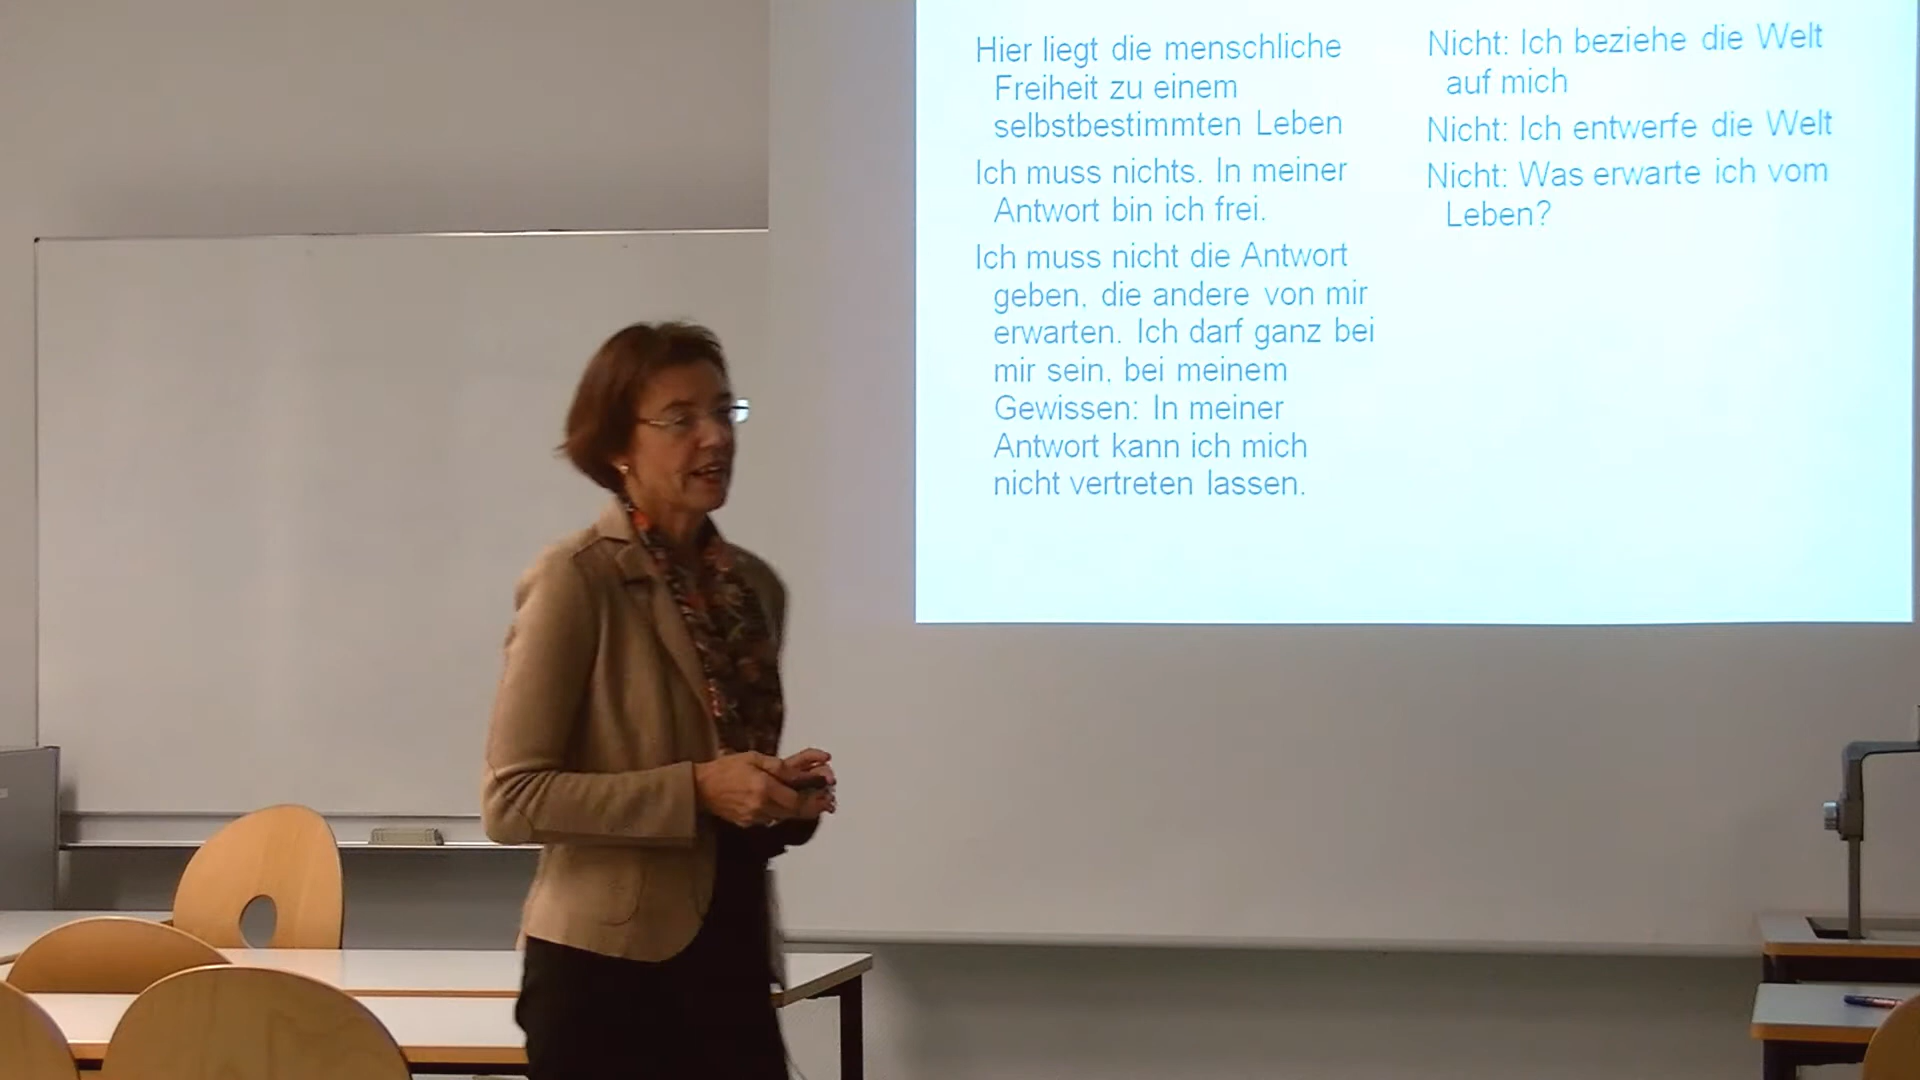 Hier liegt die menschliche
Freiheit zu einem
selbstbestimmten Leben
Ich muss nichts. In meiner
Antwort bin ich frei.
Ich muss nicht die Antwort
geben, die andere von mir
erwarten. Ich darf ganz bei
mir sein, bei meinem
Gewissen: In meiner
Antwort kann ich mich
nicht vertreten lassen.
Nicht: Ich beziehe die Welt
auf mich
Nicht: Ich entwerfe die Welt
Nicht: Was erwarte ich vom
Leben?